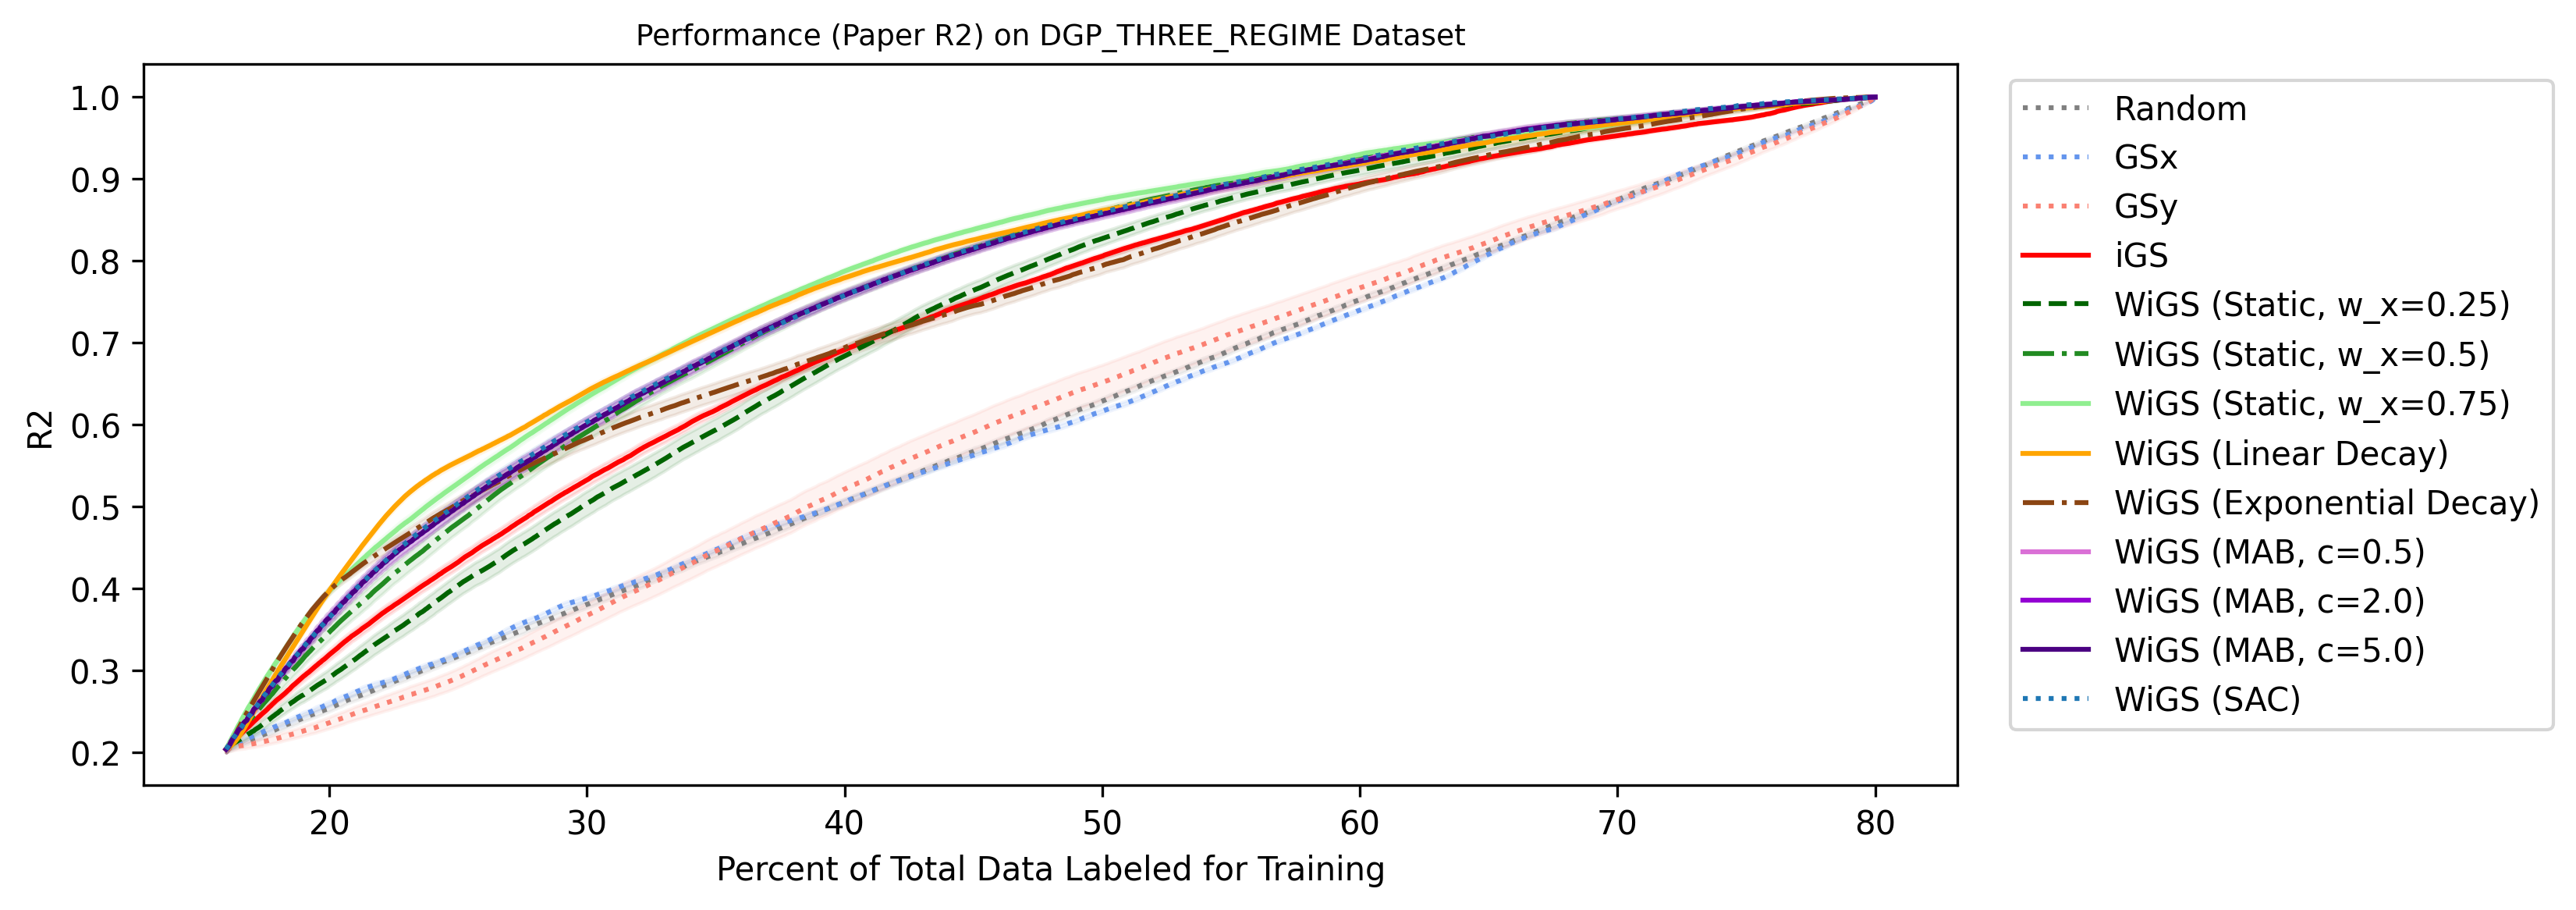 Performance (Paper R2) on DGP_THREE_REGIME Dataset
R2
1.0
0.9
0.8
0.7
0.6
0.5
0.4
0.3
0.2
20 30 40 50 60 70 80
Percent of Total Data Labeled for Training
Random
GSx
GSy
iGS
WiGS (Static, w_x=0.25)
WiGS (Static, w_x=0.5)
WiGS (Static, w_x=0.75)
WiGS (Linear Decay)
WiGS (Exponential Decay)
WiGS (MAB, c=0.5)
WiGS (MAB, c=2.0)
WiGS (MAB, c=5.0)
WiGS (SAC)